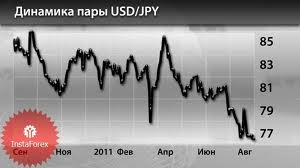 Динамика пары USD/JPY
85
83
81
79
77
Сен
Ноя
2011 Фев
Апр
Июн
Авг
InstaForex